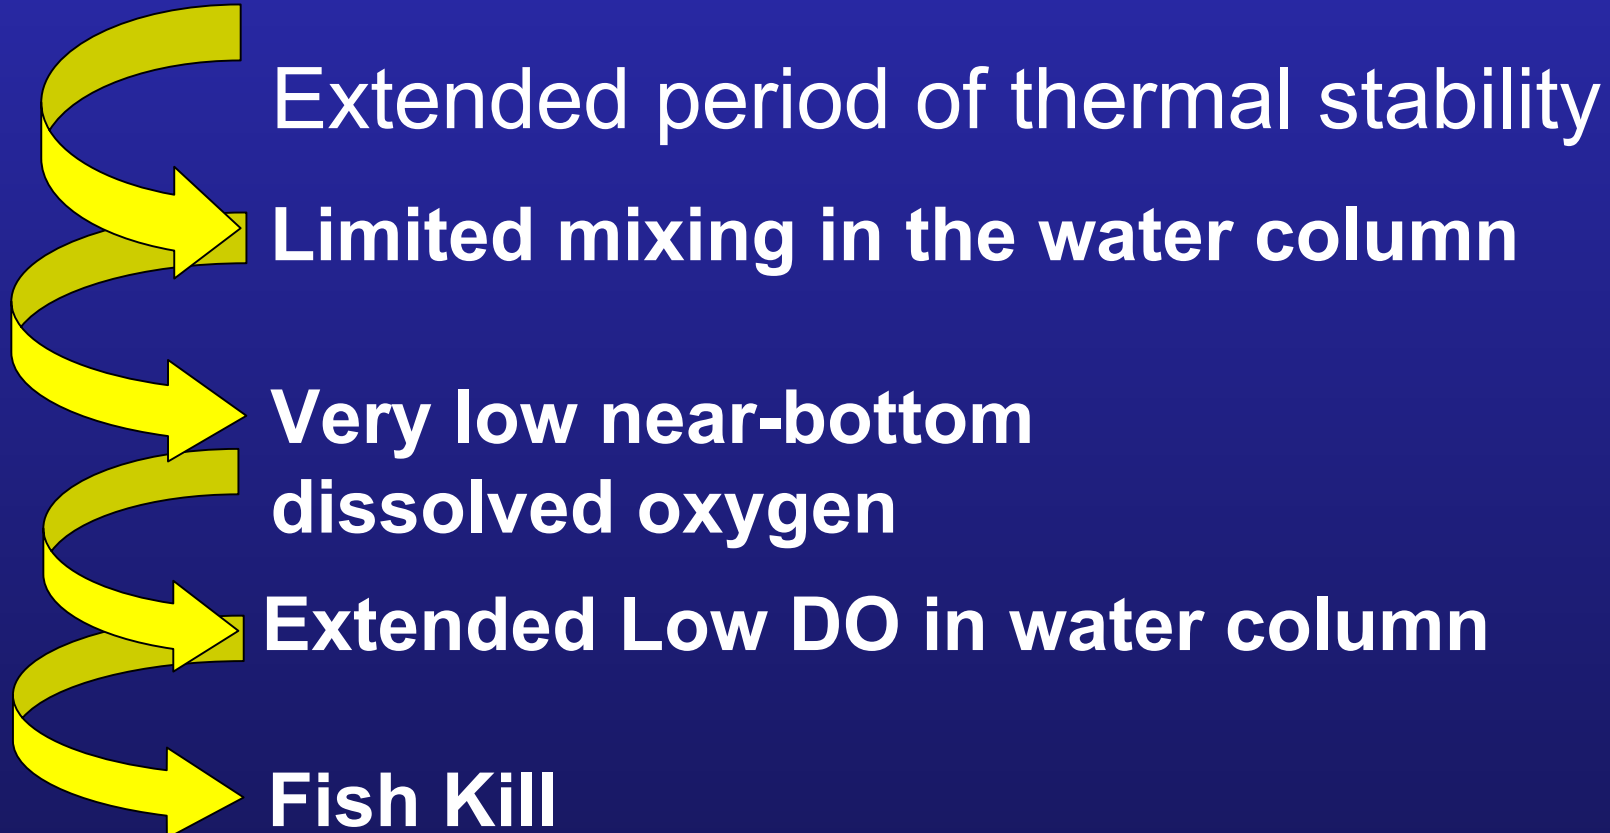 Extended period of thermal stability
Limited mixing in the water column
Very low near-bottom
dissolved oxygen
Extended Low DO in water column
Fish Kill